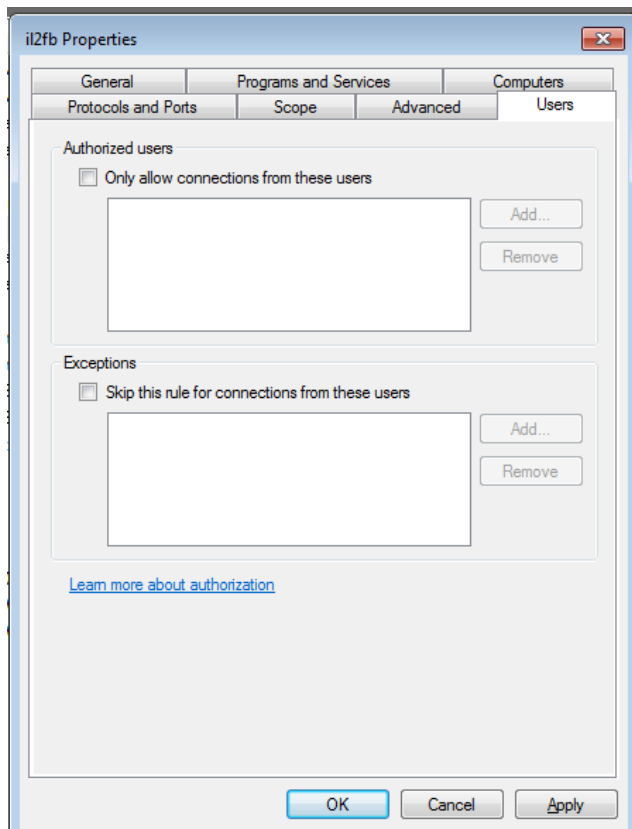 il2fb Properties
General Programs and Services Computers
Protocols and Ports Scope Advanced Users
Authorized users
Only allow connections from these users
Add...
Remove
Exceptions
Skip this rule for connections from these users
Add...
Remove
Learn more about authorization
OK Cancel Apply